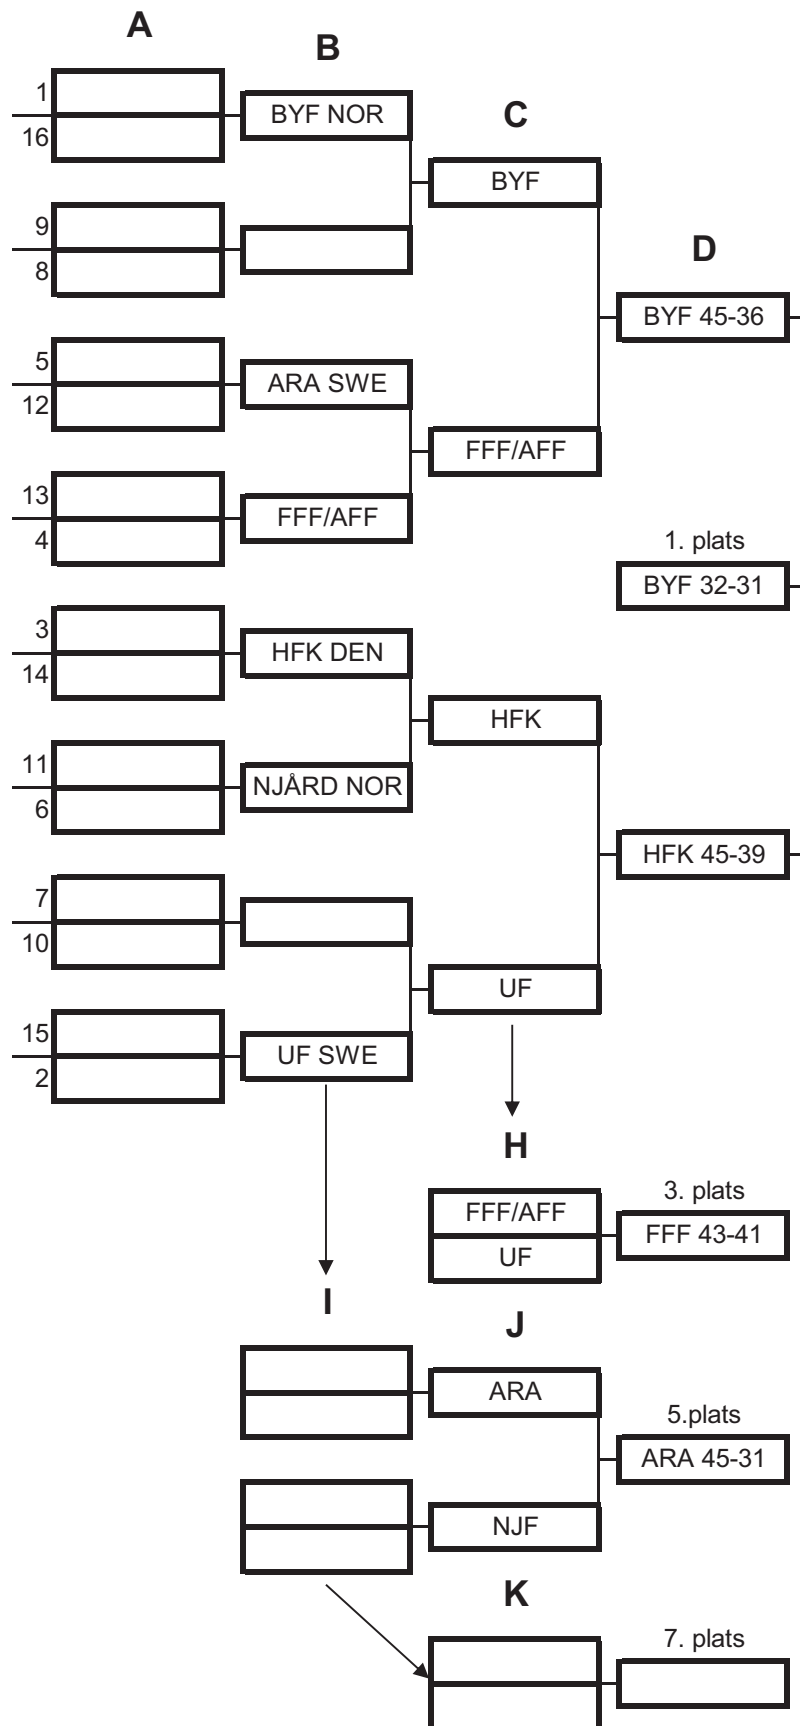 A
B
1
BYF NOR
C
16
BYF
9
D
8
BYF 45-36
5
ARA SWE
12
FFF/AFF
13
FFF/AFF
4
1. plats
BYF 32-31
3
HFK DEN
14
HFK
11
NJÅRD NOR
6
HFK 45-39
7
10
UF
15
UF SWE
2
H
3. plats
FFF/AFF
FFF 43-41
UF
I
J
ARA
5.plats
ARA 45-31
NJF
K
7. plats